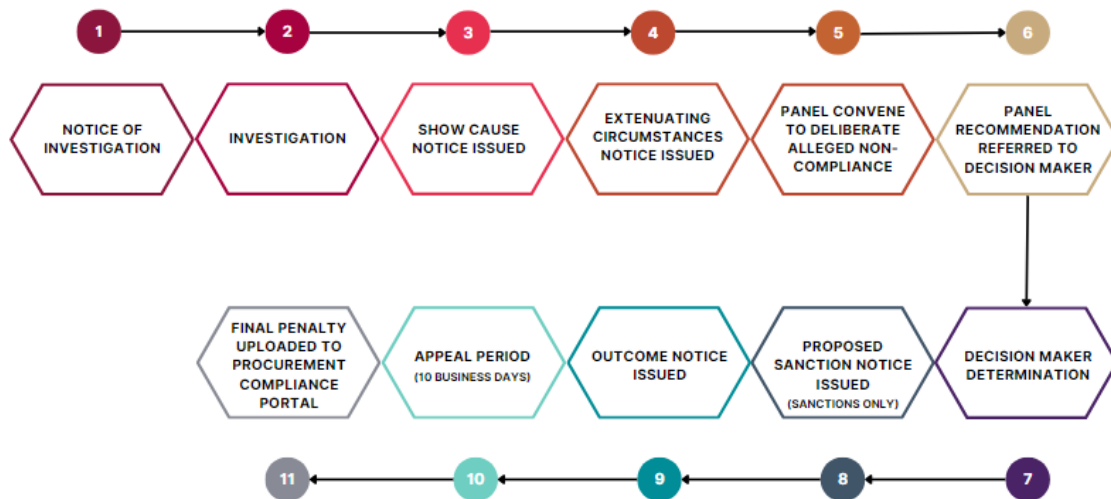 1
2
3
4
5
6
NOTICE OF
INVESTIGATION
INVESTIGATION
SHOW CAUSE
NOTICE ISSUED
EXTENUATING
CIRCUMSTANCES
NOTICE ISSUED
PANEL CONVENE
TO DELIBERATE
ALLEGED NON-
COMPLIANCE
PANEL
RECOMMENDATION
REFERRED TO
DECISION MAKER
FINAL PENALTY
UPLOADED TO
PROCUREMENT
COMPLIANCE
PORTAL
APPEAL PERIOD
(10 BUSINESS DAYS)
OUTCOME NOTICE
ISSUED
PROPOSED
SANCTION NOTICE
ISSUED
(SANCTIONS ONLY)
DECISION MAKER
DETERMINATION
11
10
9
8
7